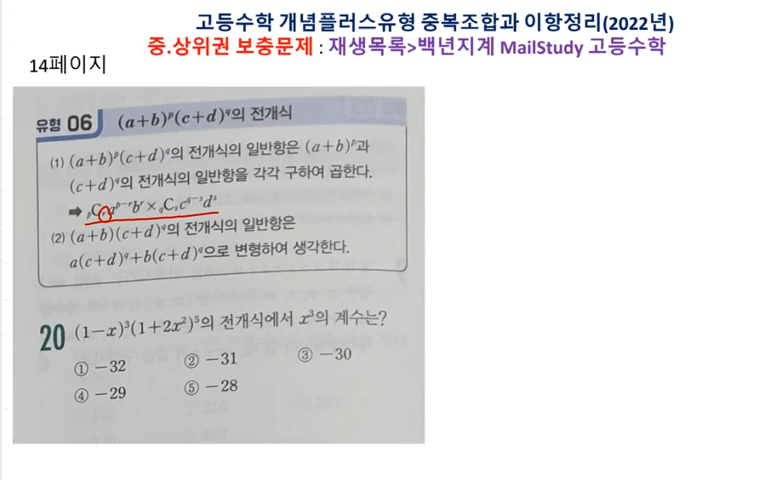 고등수학 개념플러스유형 중복조합과 이항정리(2022년)
중.상위권 보충문제 : 재생목록>백년지계 MailStudy 고등수학
14페이지
유형 06 (a+b)ᵖ(c+d)^q의 전개식
(1) (a+b)ᵖ(c+d)^q의 전개식의 일반항은 (a+b)ᵖ과
(c+d)^q의 전개식의 일반항을 각각 구하여 곱한다.
➡ ₚCᵣaᵖ⁻ʳbʳ×_qC_s c^(q-s)d^s
(2) (a+b)(c+d)^q의 전개식의 일반항은
a(c+d)^q+b(c+d)^q으로 변형하여 생각한다.
20 (1-x)³(1+2x²)⁵의 전개식에서 x³의 계수는?
① -32 ② -31 ③ -30
④ -29 ⑤ -28